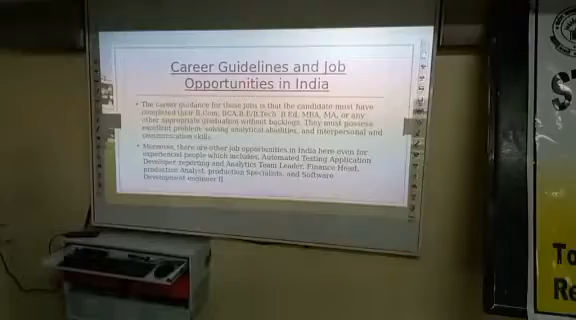 Career Guidelines and Job
Opportunities in India
• The career guidance for these jobs is that the candidate must have
completed their B.Com, BCA,B.E/B.Tech B.Ed, MBA, MA, or any
other appropriate graduation without backlogs. They must possess
excellent problem-solving analytical abilities, and interpersonal and
communication skills.
• Moreover, there are other job opportunities in India here even for
experienced people which includes, Automated Testing Application
Developer, reporting and Analytics Team Leader, Finance Head,
production Analyst, production Specialists, and Software
Development engineer II
ST
To
Re